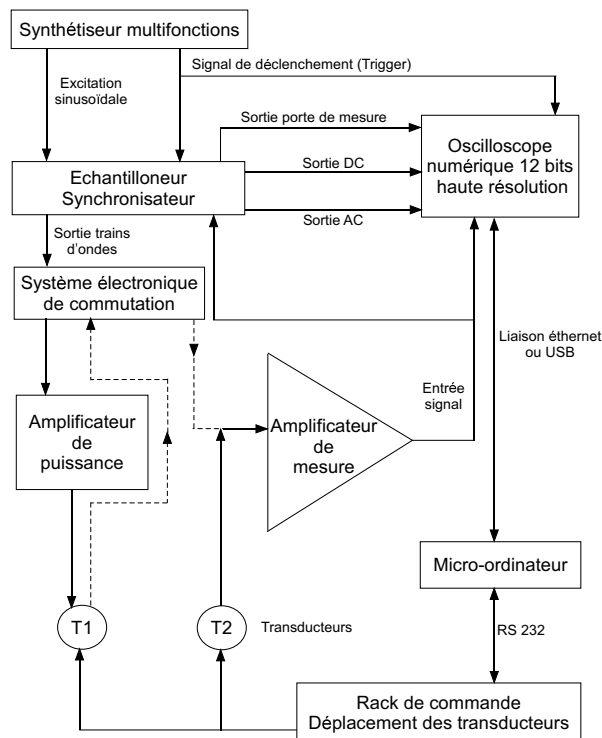 Synthétiseur multifonctions
Excitation
sinusoïdale
Signal de déclenchement (Trigger)
Sortie porte de mesure
Oscilloscope
numérique 12 bits
haute résolution
Echantilloneur
Synchronisateur
Sortie DC
Sortie AC
Sortie trains
d'ondes
Système électronique
de commutation
Liaison éthernet
ou USB
Entrée
signal
Amplificateur
de
puissance
Amplificateur
de
mesure
Micro-ordinateur
T1
T2
Transducteurs
RS 232
Rack de commande
Déplacement des transducteurs